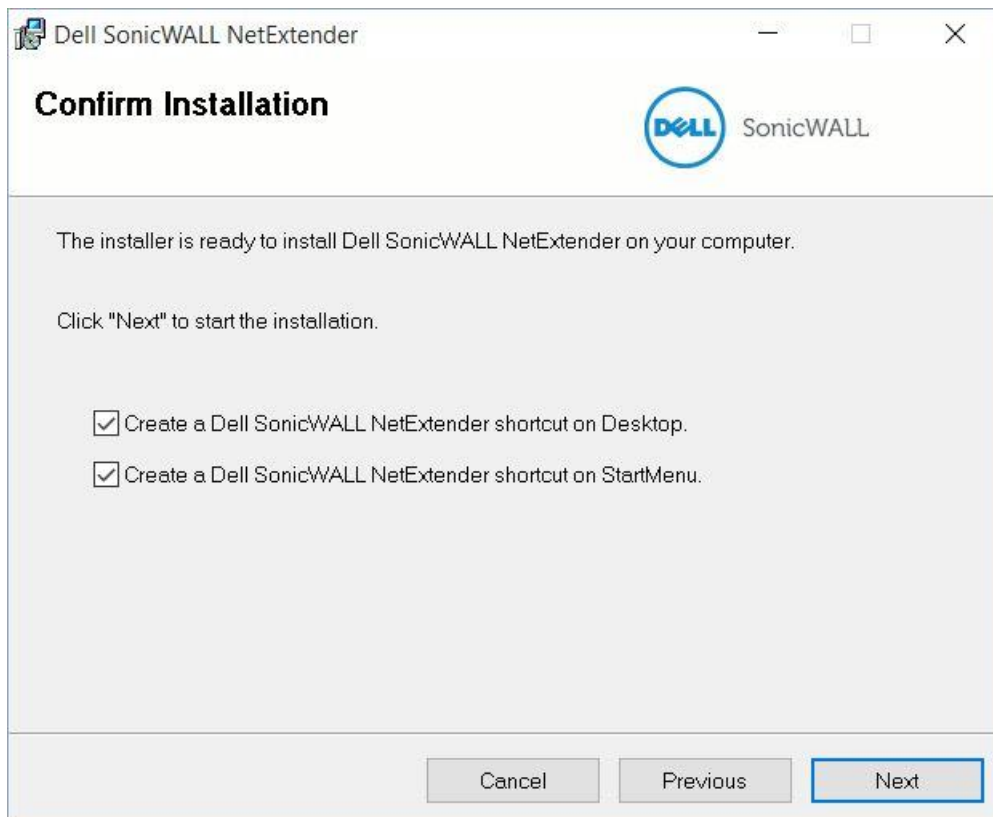 Dell SonicWALL NetExtender
Confirm Installation
DELL SonicWALL
The installer is ready to install Dell SonicWALL NetExtender on your computer.
Click "Next" to start the installation.
Create a Dell SonicWALL NetExtender shortcut on Desktop.
Create a Dell SonicWALL NetExtender shortcut on StartMenu.
Cancel Previous Next